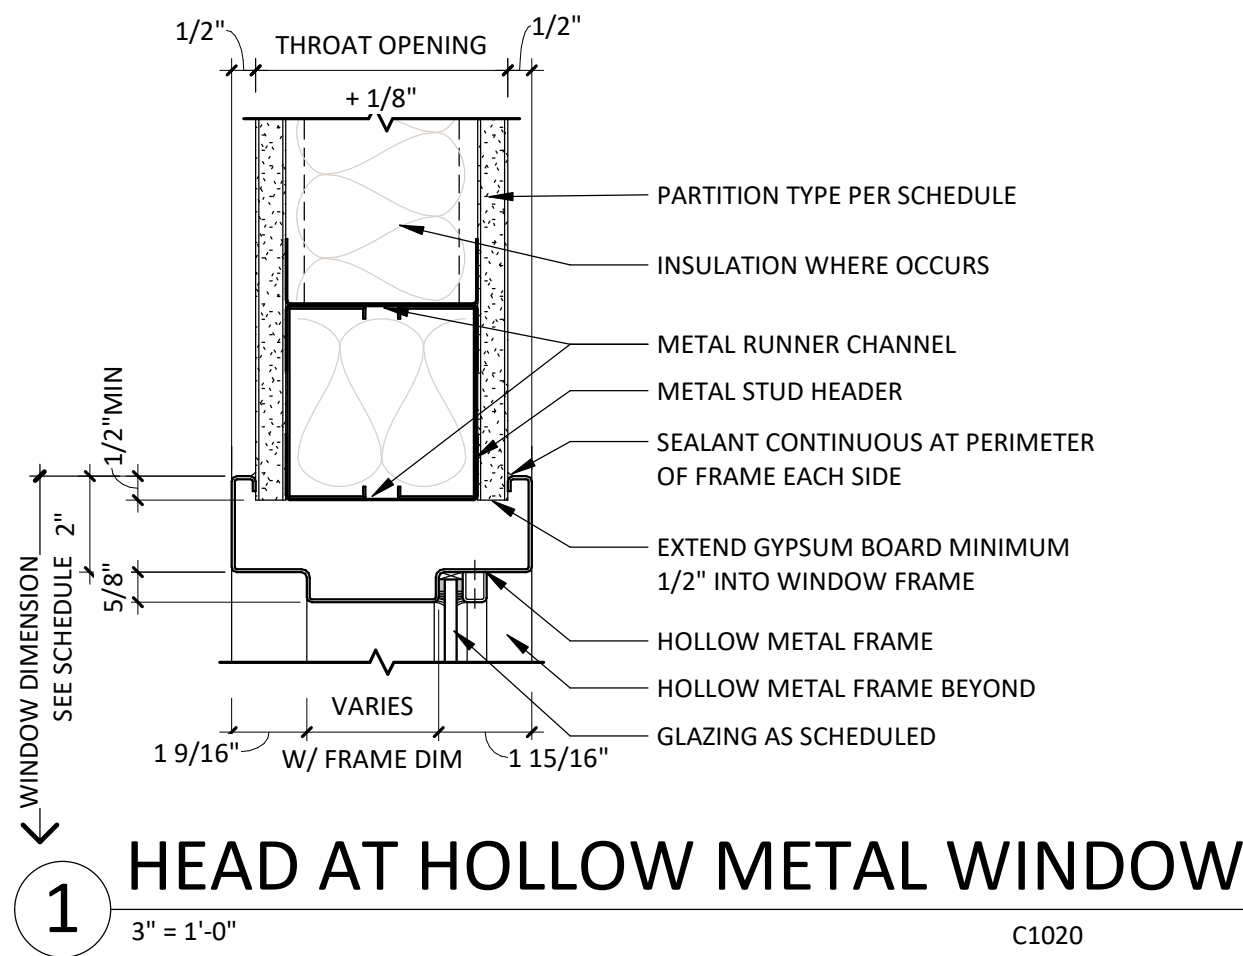 1/2"
THROAT OPENING
1/2"
+ 1/8"
PARTITION TYPE PER SCHEDULE
INSULATION WHERE OCCURS
METAL RUNNER CHANNEL
METAL STUD HEADER
SEALANT CONTINUOUS AT PERIMETER
OF FRAME EACH SIDE
EXTEND GYPSUM BOARD MINIMUM
1/2" INTO WINDOW FRAME
HOLLOW METAL FRAME
HOLLOW METAL FRAME BEYOND
GLAZING AS SCHEDULED
1/2"MIN
2"
5/8"
WINDOW DIMENSION
SEE SCHEDULE
VARIES
1 9/16"
W/ FRAME DIM
1 15/16"
1
HEAD AT HOLLOW METAL WINDOW
3" = 1'-0"
C1020